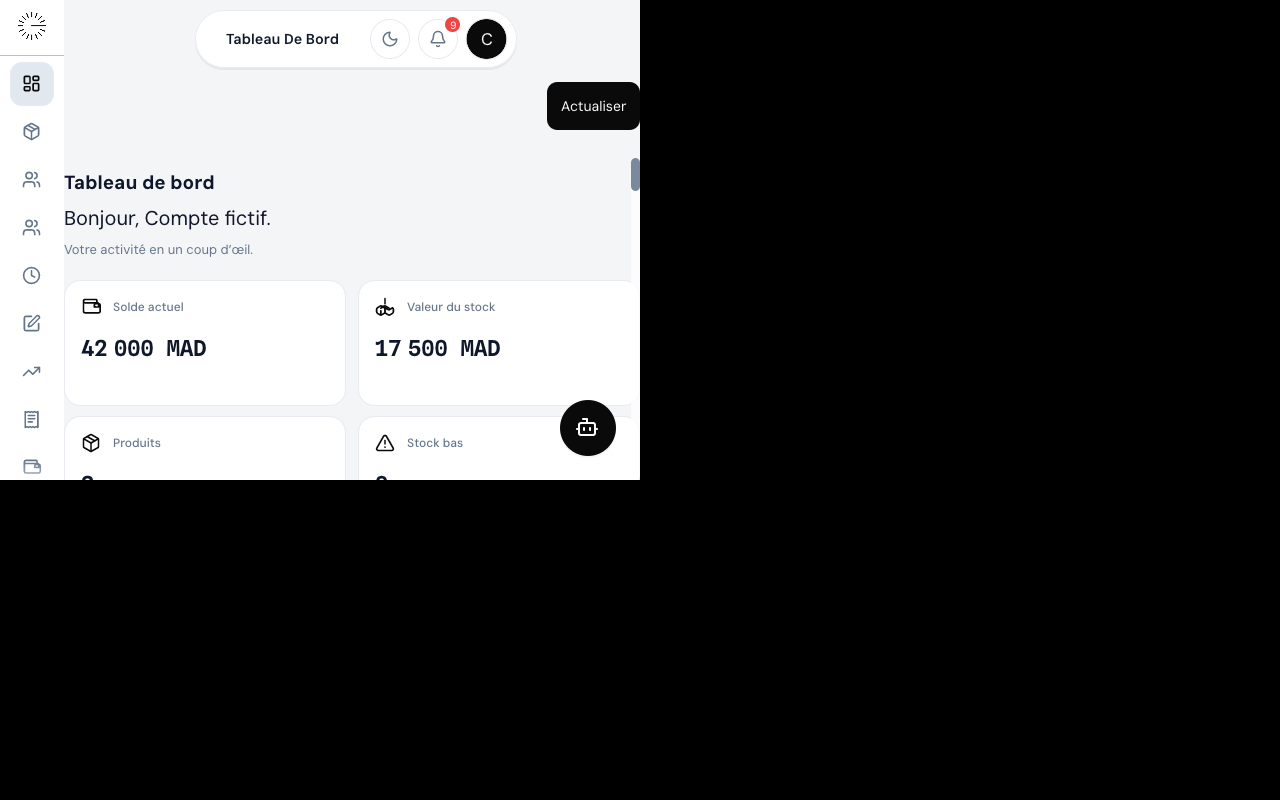 Tableau De Bord
9
C
Actualiser
Tableau de bord
Bonjour, Compte fictif.
Votre activité en un coup d’œil.
Solde actuel
42 000 MAD
Valeur du stock
17 500 MAD
Produits
Stock bas